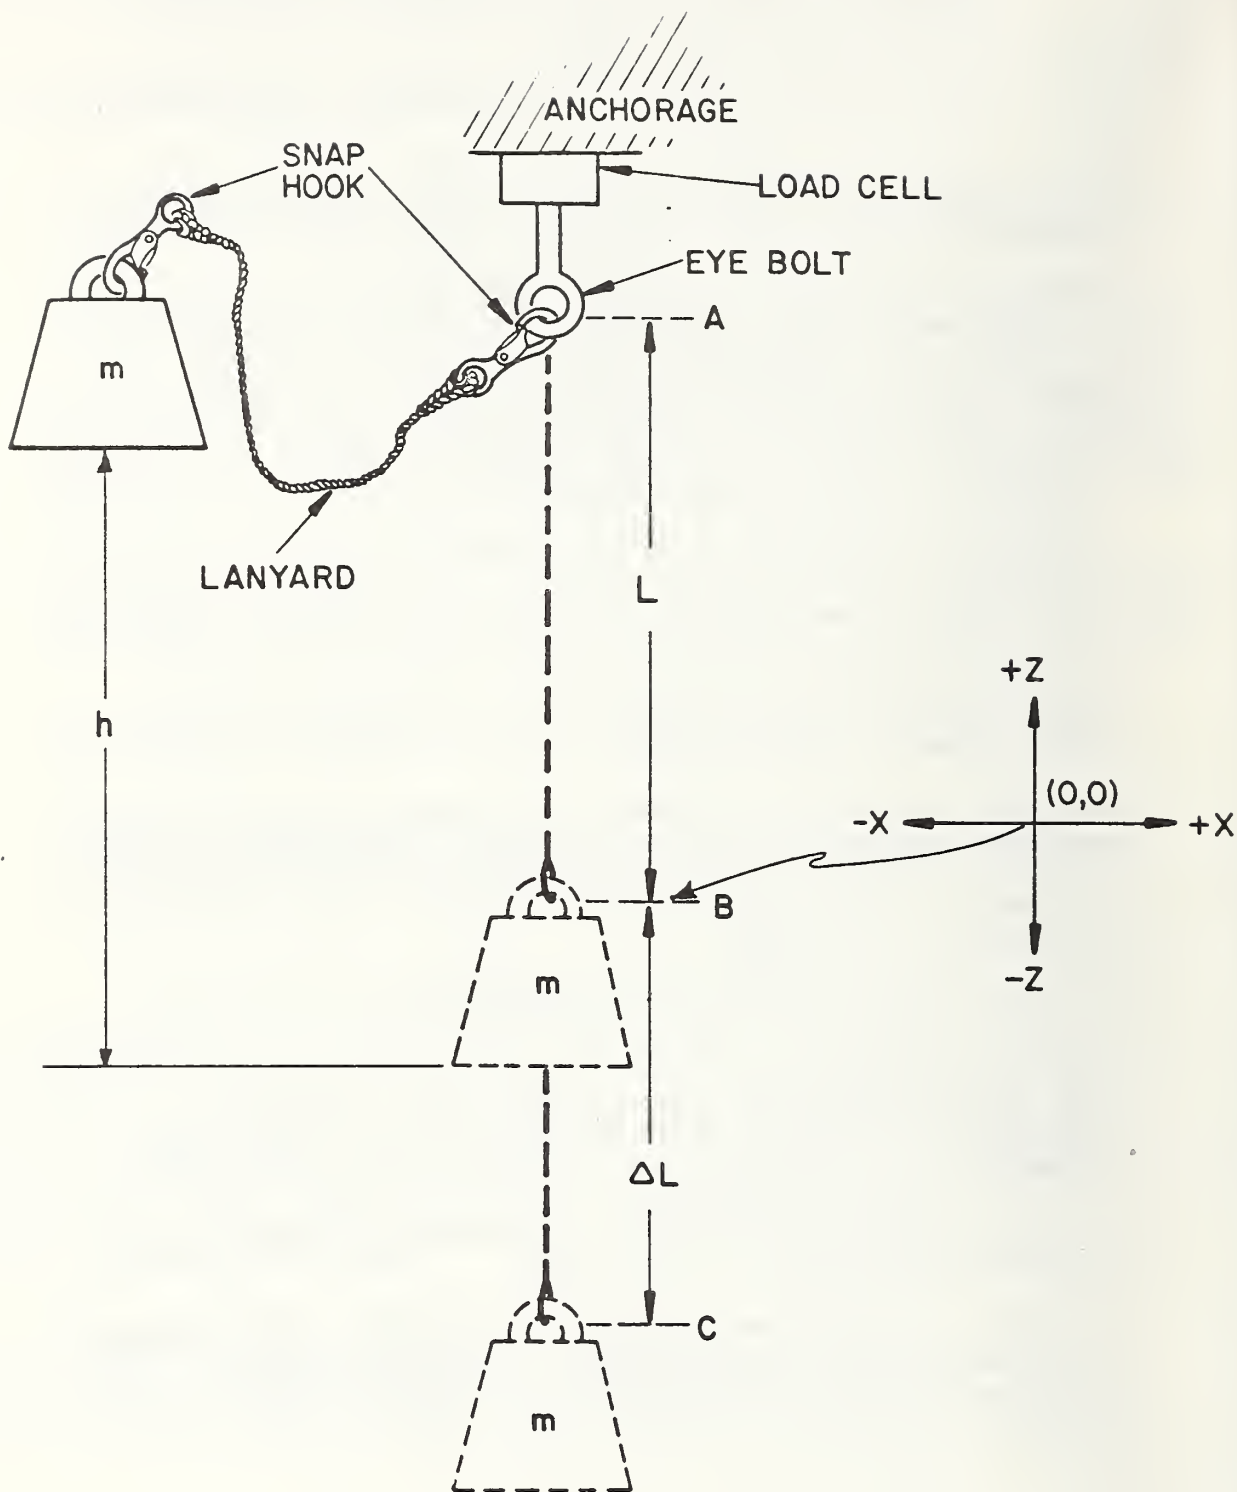 ANCHORAGE
SNAP
HOOK
LOAD CELL
EYE BOLT
A
m
L
LANYARD
+Z
h
(0,0)
-X
+X
B
-Z
m
ΔL
C
m